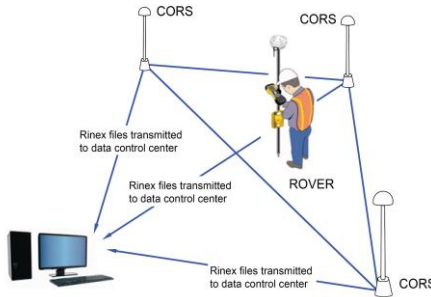 CORS
CORS
Rinex files transmitted
to data control center
ROVER
Rinex files transmitted
to data control center
Rinex files transmitted
to data control center
CORS